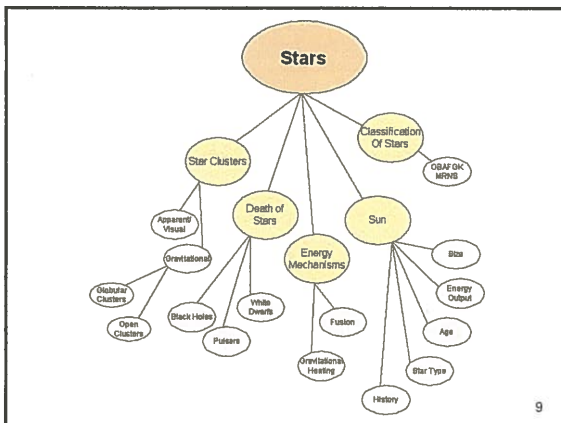 Stars
Classification
Of Stars
Star Clusters
OBAFGK
MRNS
Death of
Stars
Sun
Apparent/
Visual
Energy
Mechanisms
Size
Gravitational
Globular
Clusters
Energy
Output
White
Dwarfs
Black Holes
Fusion
Open
Clusters
Age
Pulsars
Gravitational
Heating
Star Type
History
9